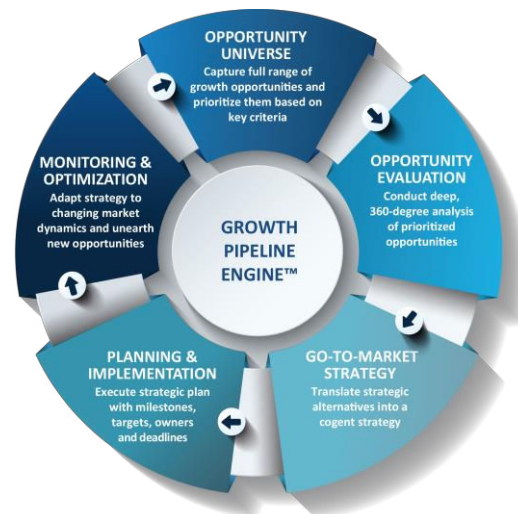 OPPORTUNITY
UNIVERSE
Capture full range of
growth opportunities and
prioritize them based on
key criteria
OPPORTUNITY
EVALUATION
Conduct deep,
360-degree analysis
of prioritized
opportunities
GO-TO-MARKET
STRATEGY
Translate strategic
alternatives into a
cogent strategy
PLANNING &
IMPLEMENTATION
Execute strategic plan
with milestones,
targets, owners
and deadlines
MONITORING &
OPTIMIZATION
Adapt strategy to
changing market
dynamics and unearth
new opportunities
GROWTH
PIPELINE
ENGINE™